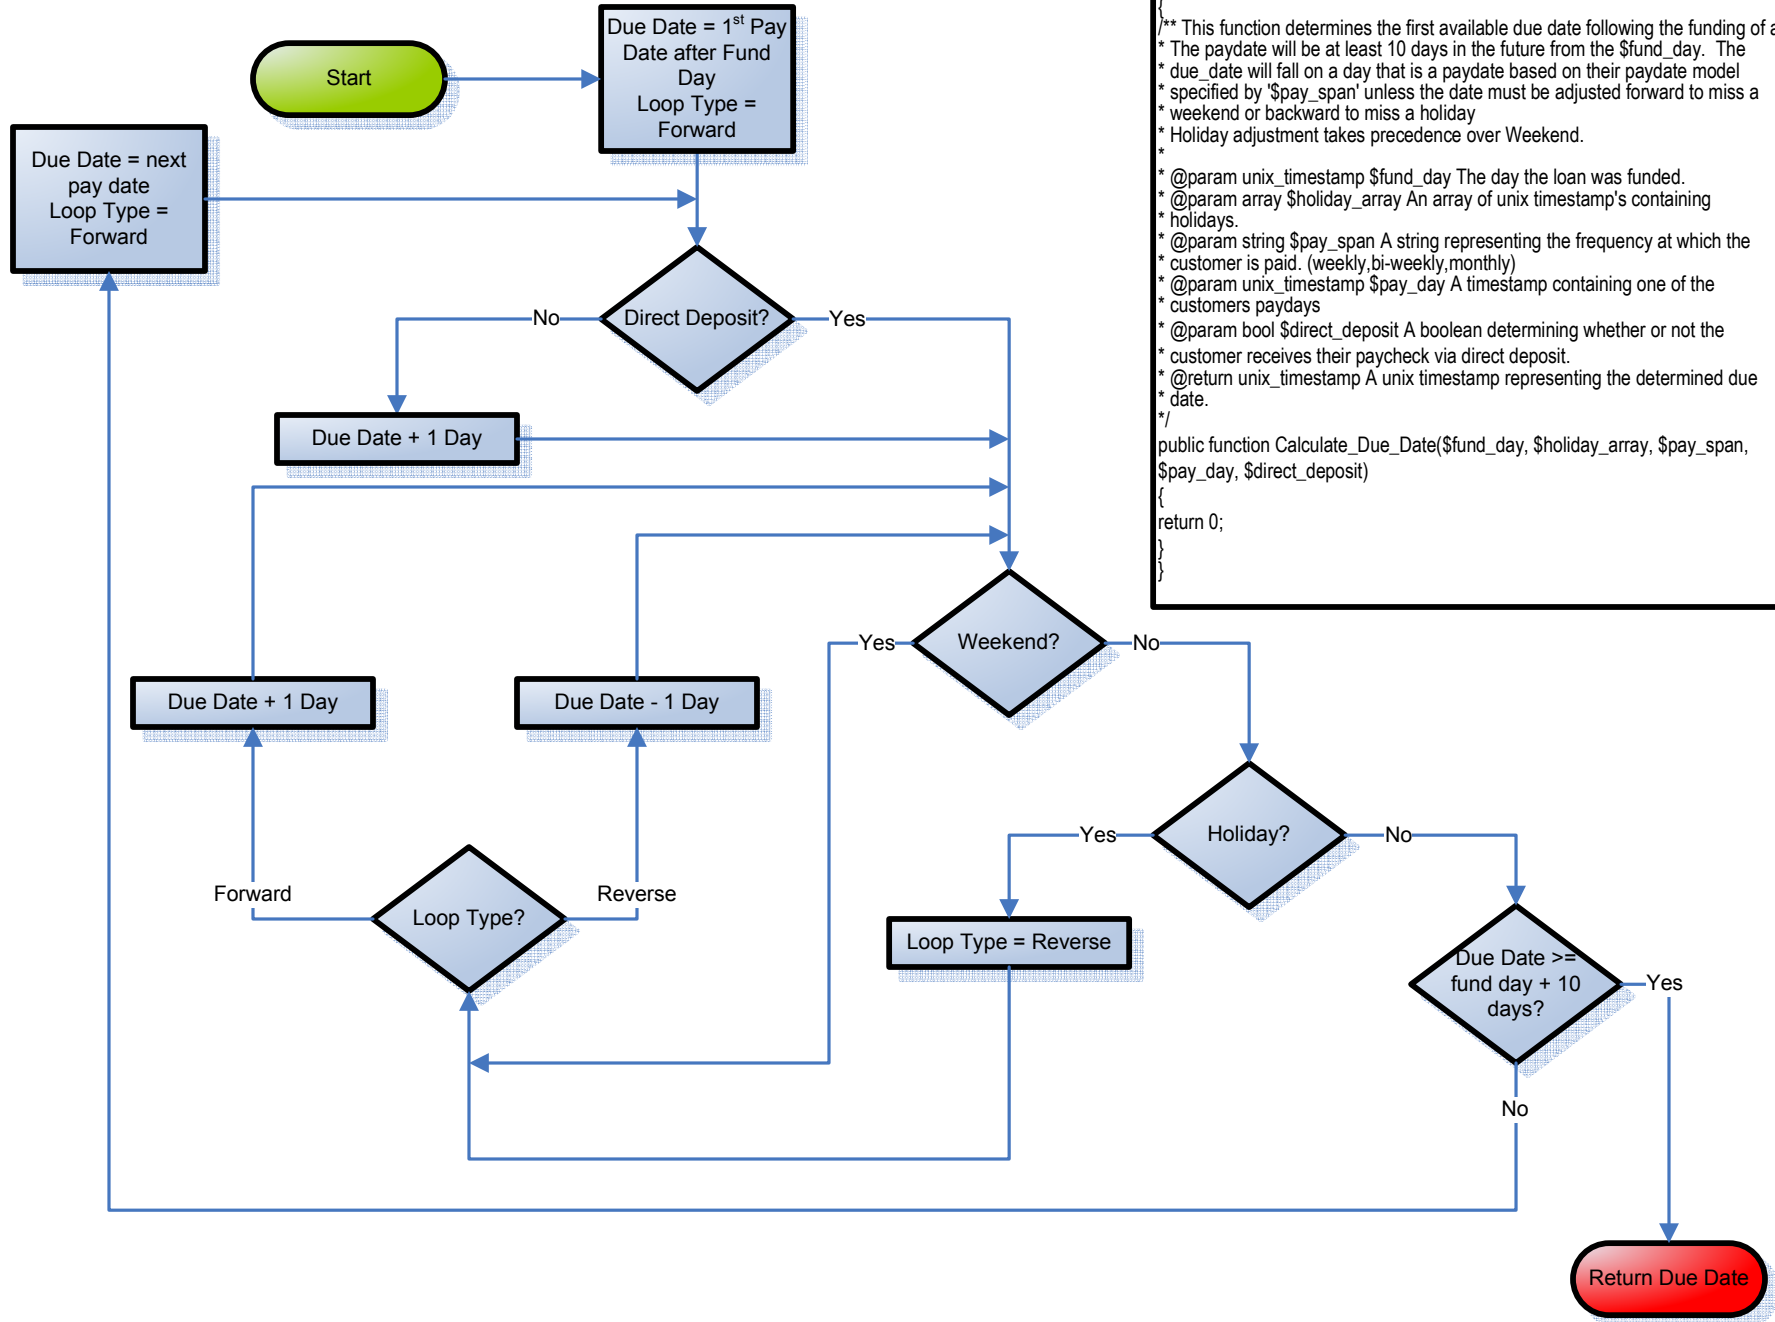 Start
Due Date = 1st Pay
Date after Fund
Day
Loop Type =
Forward
Due Date = next
pay date
Loop Type =
Forward
Direct Deposit?
No
Yes
Due Date + 1 Day
Weekend?
Yes
No
Due Date + 1 Day
Due Date - 1 Day
Holiday?
Yes
No
Loop Type?
Forward
Reverse
Loop Type = Reverse
Due Date >=
fund day + 10
days?
Yes
No
Return Due Date
{
/** This function determines the first available due date following the funding of a
* The paydate will be at least 10 days in the future from the $fund_day. The
* due_date will fall on a day that is a paydate based on their paydate model
* specified by '$pay_span' unless the date must be adjusted forward to miss a
* weekend or backward to miss a holiday
* Holiday adjustment takes precedence over Weekend.
*
* @param unix_timestamp $fund_day The day the loan was funded.
* @param array $holiday_array An array of unix timestamp's containing
* holidays.
* @param string $pay_span A string representing the frequency at which the
* customer is paid. (weekly,bi-weekly,monthly)
* @param unix_timestamp $pay_day A timestamp containing one of the
* customers paydays
* @param bool $direct_deposit A boolean determining whether or not the
* customer receives their paycheck via direct deposit.
* @return unix_timestamp A unix timestamp representing the determined due
* date.
*/
public function Calculate_Due_Date($fund_day, $holiday_array, $pay_span,
$pay_day, $direct_deposit)
{
return 0;
}
}